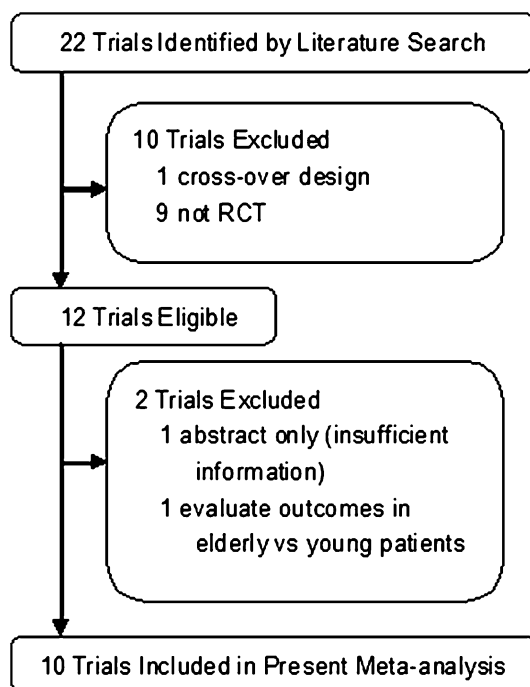 22 Trials Identified by Literature Search
10 Trials Excluded
1 cross-over design
9 not RCT
12 Trials Eligible
2 Trials Excluded
1 abstract only (insufficient
information)
1 evaluate outcomes in
elderly vs young patients
10 Trials Included in Present Meta-analysis